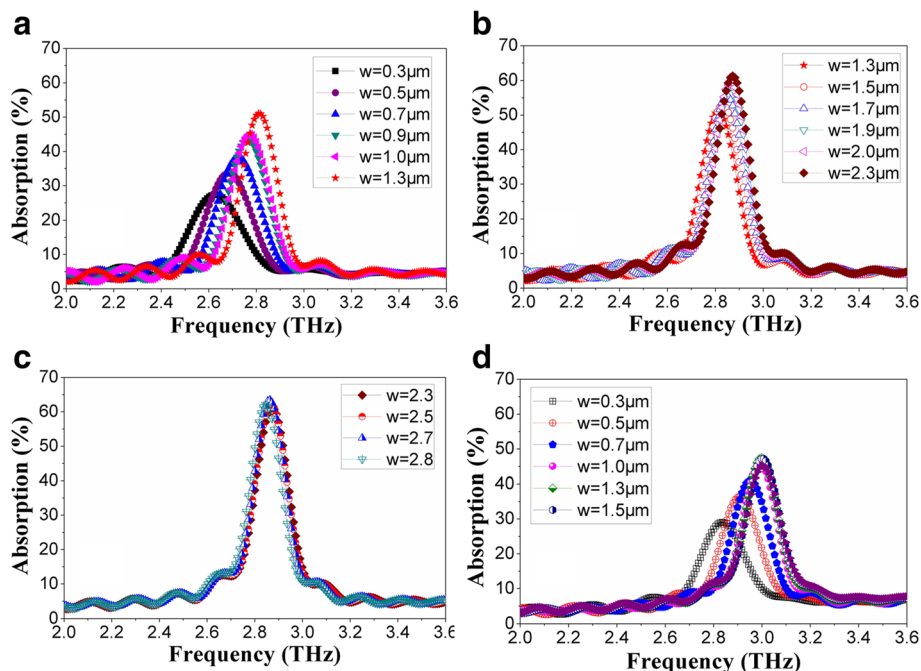 a
70
60
50
40
30
20
10
0
Absorption (%)
w=0.3μm
w=0.5μm
w=0.7μm
w=0.9μm
w=1.0μm
w=1.3μm
2.0 2.2 2.4 2.6 2.8 3.0 3.2 3.4 3.6
Frequency (THz)
b
70
60
50
40
30
20
10
0
Absorption (%)
w=1.3μm
w=1.5μm
w=1.7μm
w=1.9μm
w=2.0μm
w=2.3μm
2.0 2.2 2.4 2.6 2.8 3.0 3.2 3.4 3.6
Frequency (THz)
c
70
60
50
40
30
20
10
0
Absorption (%)
w=2.3
w=2.5
w=2.7
w=2.8
2.0 2.2 2.4 2.6 2.8 3.0 3.2 3.4 3.6
Frequency (THz)
d
70
60
50
40
30
20
10
0
Absorption (%)
w=0.3μm
w=0.5μm
w=0.7μm
w=1.0μm
w=1.3μm
w=1.5μm
2.0 2.2 2.4 2.6 2.8 3.0 3.2 3.4 3.6
Frequency (THz)